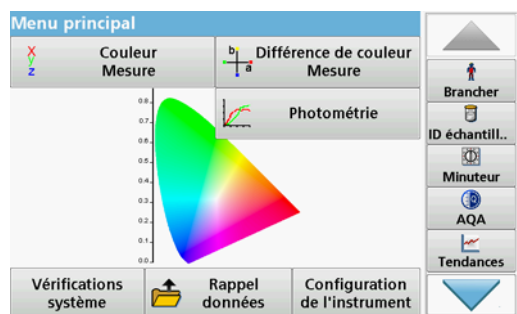 Menu principal
X
y
z
Couleur
Mesure
b
a
Différence de couleur
Mesure
Photométrie
0.8
0.7
0.6
0.5
0.4
0.3
0.2
0.1
0.0
Vérifications
système
Rappel
données
Configuration
de l'instrument
Brancher
ID échantill..
Minuteur
AQA
Tendances